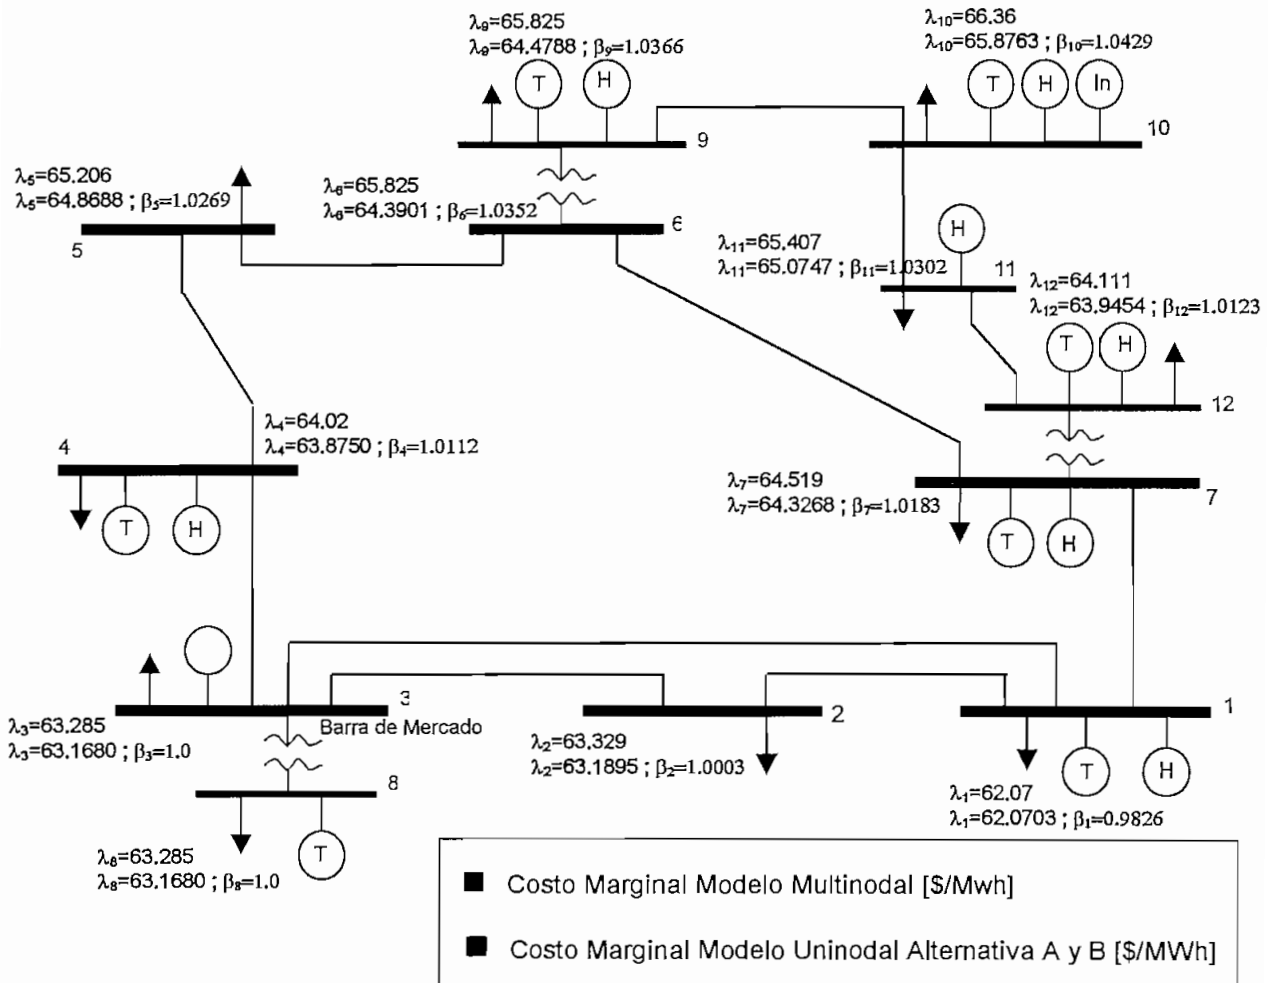 λ9=65.825
λ9=64.4788 ; β9=1.0366
T
H
9
λ10=66.36
λ10=65.8763 ; β10=1.0429
T
H
In
10
λ5=65.206
λ5=64.8688 ; β5=1.0269
5
λ6=65.825
λ6=64.3901 ; β6=1.0352
6
H
λ11=65.407
λ11=65.0747 ; β11=1.0302
11
λ12=64.111
λ12=63.9454 ; β12=1.0123
T
H
12
λ4=64.02
λ4=63.8750 ; β4=1.0112
4
T
H
λ7=64.519
λ7=64.3268 ; β7=1.0183
7
T
H
3
Barra de Mercado
λ3=63.285
λ3=63.1680 ; β3=1.0
2
λ2=63.329
λ2=63.1895 ; β2=1.0003
1
T
H
λ1=62.07
λ1=62.0703 ; β1=0.9826
8
T
λ8=63.285
λ8=63.1680 ; β8=1.0
Costo Marginal Modelo Multinodal [$/Mwh]
Costo Marginal Modelo Uninodal Alternativa A y B [$/MWh]